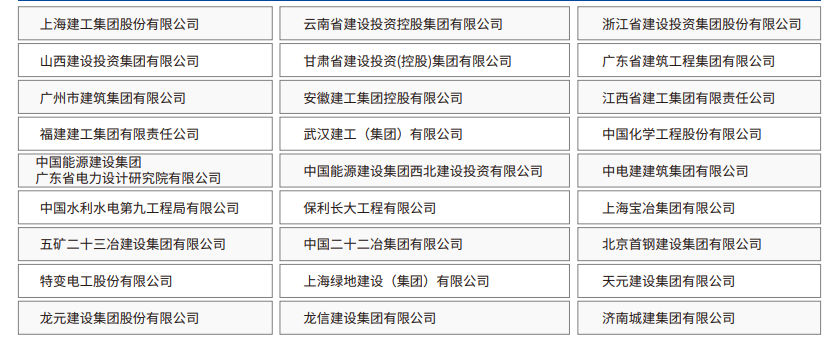 上海建工集团股份有限公司
云南省建设投资控股集团有限公司
浙江省建设投资集团股份有限公司
山西建设投资集团有限公司
甘肃省建设投资(控股)集团有限公司
广东省建筑工程集团有限公司
广州市建筑集团有限公司
安徽建工集团控股有限公司
江西省建工集团有限责任公司
福建建工集团有限责任公司
武汉建工（集团）有限公司
中国化学工程股份有限公司
中国能源建设集团
广东省电力设计研究院有限公司
中国能源建设集团西北建设投资有限公司
中电建建筑集团有限公司
中国水利水电第九工程局有限公司
保利长大工程有限公司
上海宝冶集团有限公司
五矿二十三冶建设集团有限公司
中国二十二冶集团有限公司
北京首钢建设集团有限公司
特变电工股份有限公司
上海绿地建设（集团）有限公司
天元建设集团有限公司
龙元建设集团股份有限公司
龙信建设集团有限公司
济南城建集团有限公司